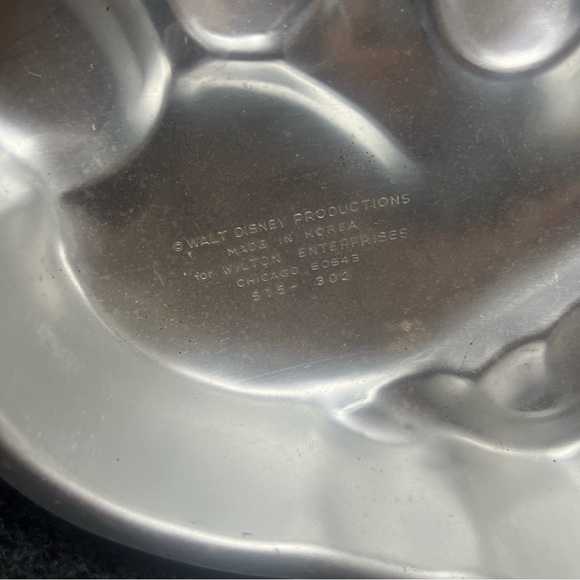 © WALT DISNEY PRODUCTIONS
MADE IN KOREA
for WILTON ENTERPRISES
CHICAGO 60643
515- 302